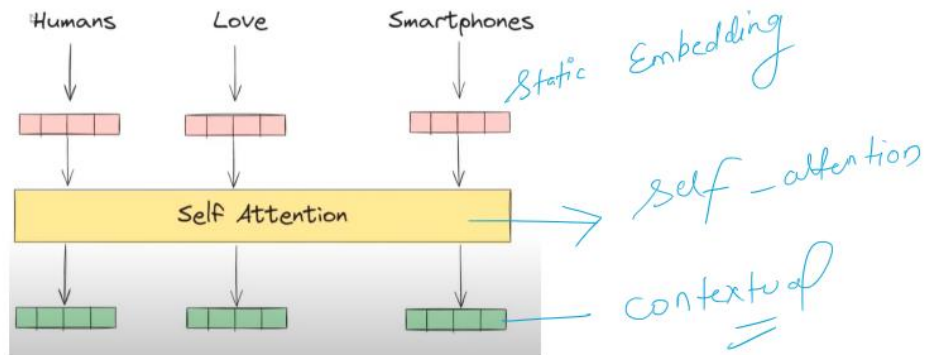 Humans Love Smartphones
Static Embedding
Self Attention
self_attention
contextual